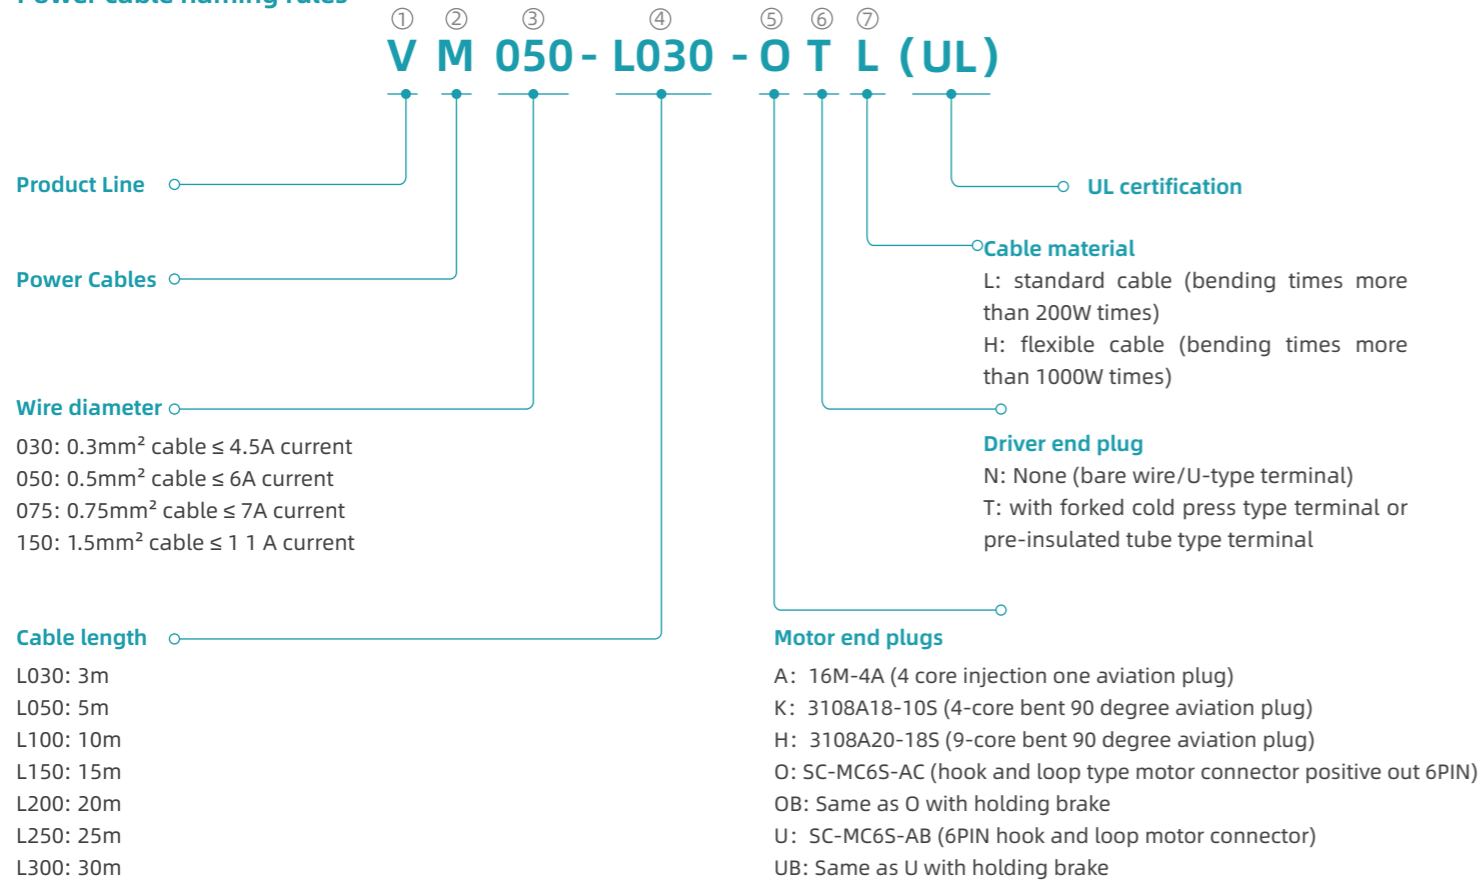 Power cable naming rules
① ② ③ ④ ⑤ ⑥ ⑦
V M 050 - L030 - O T L (UL)
Product Line
UL certification
Power Cables
Cable material
L: standard cable (bending times more
than 200W times)
H: flexible cable (bending times more
than 1000W times)
Wire diameter
030: 0.3mm² cable ≤ 4.5A current
050: 0.5mm² cable ≤ 6A current
075: 0.75mm² cable ≤ 7A current
150: 1.5mm² cable ≤ 1 1 A current
Driver end plug
N: None (bare wire/U-type terminal)
T: with forked cold press type terminal or
pre-insulated tube type terminal
Cable length
L030: 3m
L050: 5m
L100: 10m
L150: 15m
L200: 20m
L250: 25m
L300: 30m
Motor end plugs
A: 16M-4A (4 core injection one aviation plug)
K: 3108A18-10S (4-core bent 90 degree aviation plug)
H: 3108A20-18S (9-core bent 90 degree aviation plug)
O: SC-MC6S-AC (hook and loop type motor connector positive out 6PIN)
OB: Same as O with holding brake
U: SC-MC6S-AB (6PIN hook and loop motor connector)
UB: Same as U with holding brake